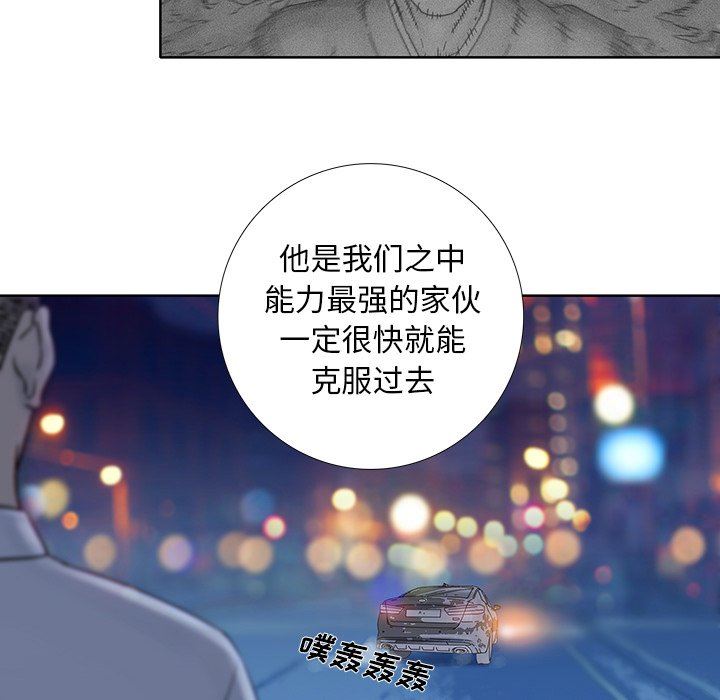 他是我们之中
能力最强的家伙
一定很快就能
克服过去
噗轰轰轰